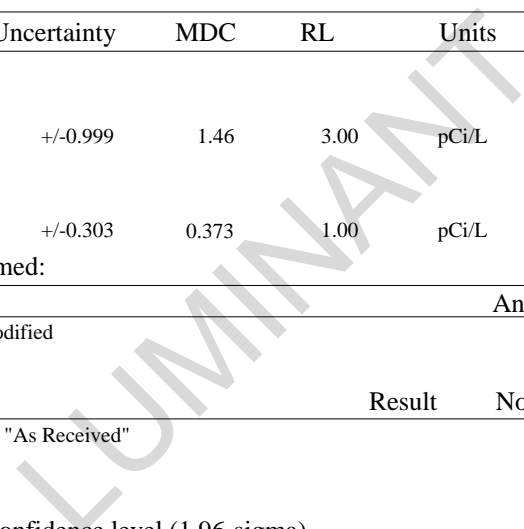 Uncertainty MDC RL Units
+/-0.999 1.46 3.00 pCi/L
+/-0.303 0.373 1.00 pCi/L
med:
An
odified
Result No
"As Received"
onfidence level (1.96-sigma)
LUMINANT